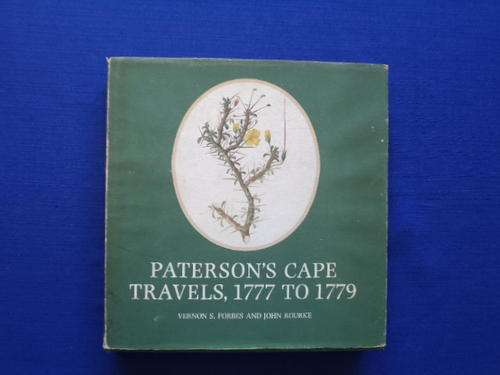 PATERSON'S CAPE
TRAVELS, 1777 TO 1779
VERNON S. FORBES AND JOHN ROURKE